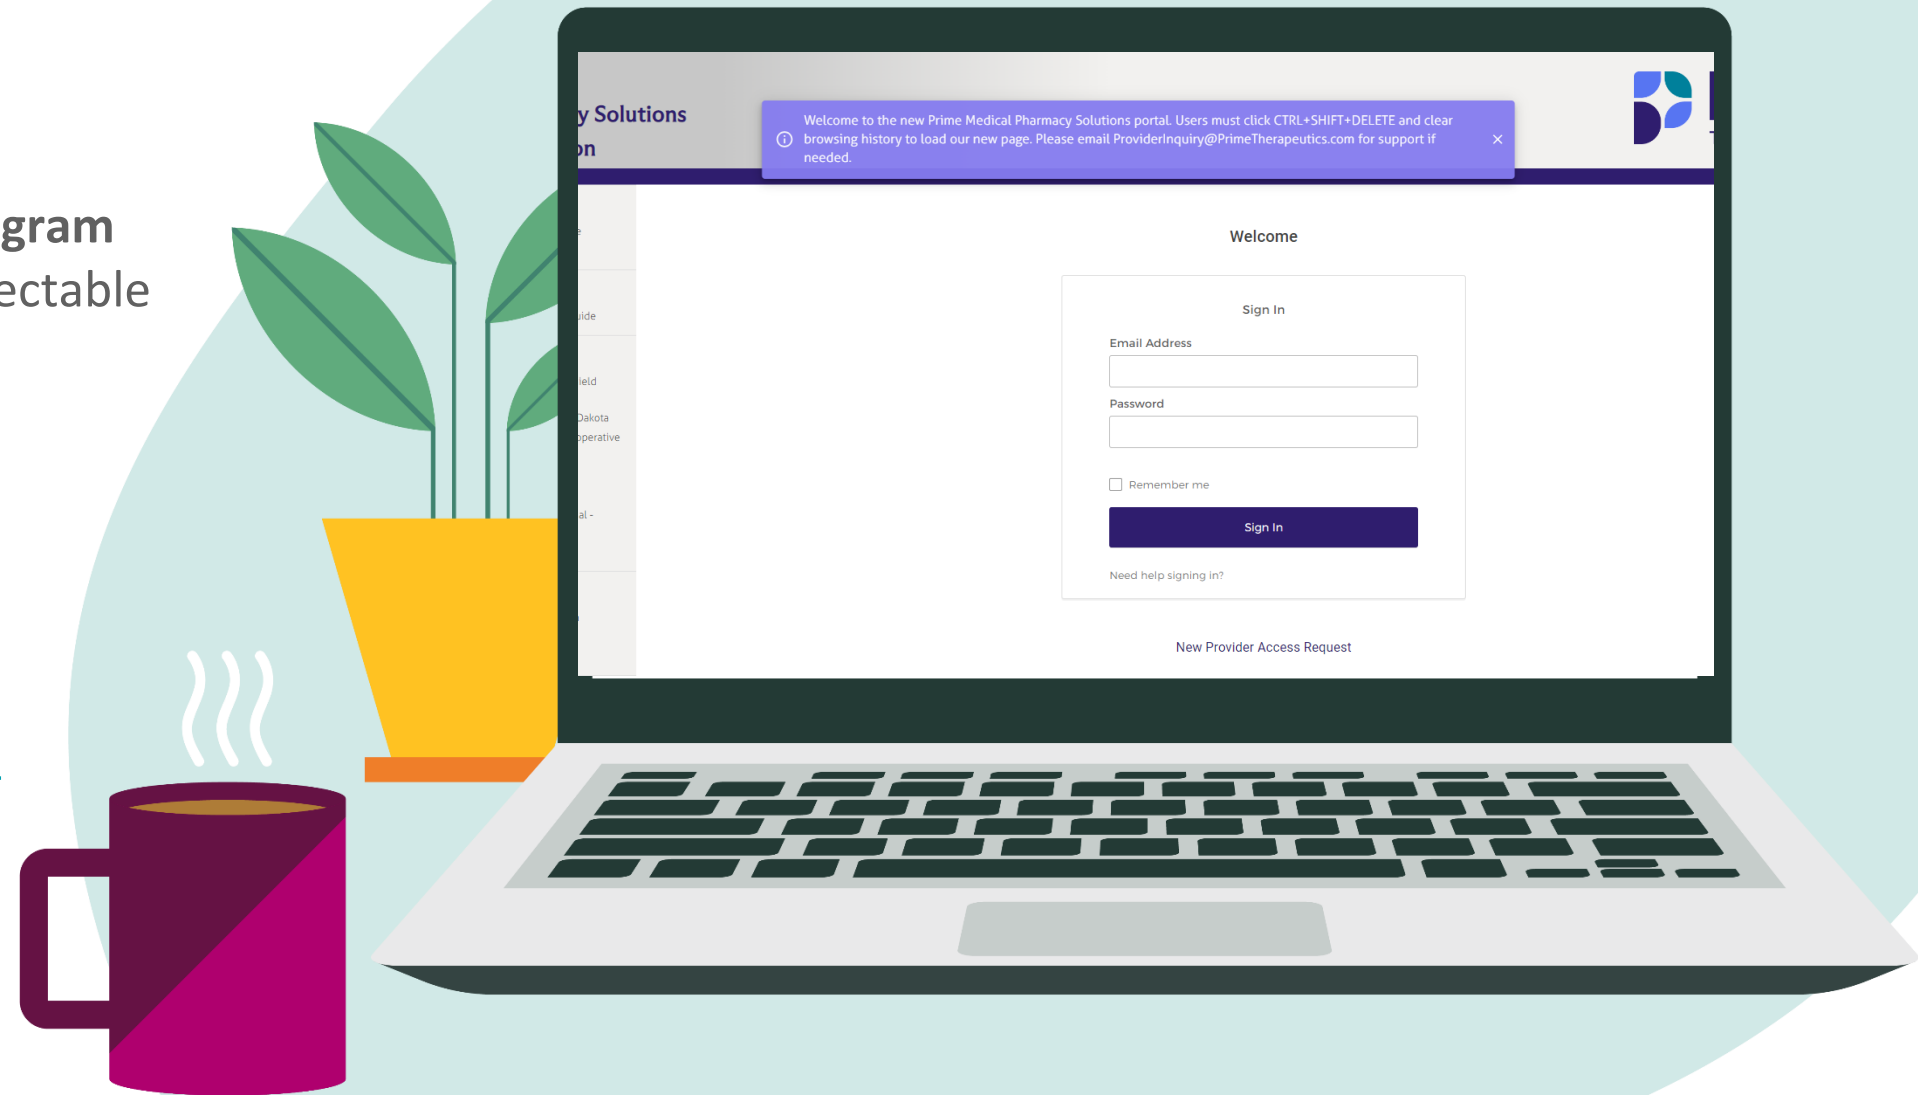 gram
ectable
y Solutions
on
Welcome to the new Prime Medical Pharmacy Solutions portal. Users must click CTRL+SHIFT+DELETE and clear
browsing history to load our new page. Please email ProviderInquiry@PrimeTherapeutics.com for support if
needed.
uide
ield
Dakota
operative
al -
Welcome
Sign In
Email Address
Password
Remember me
Sign In
Need help signing in?
New Provider Access Request